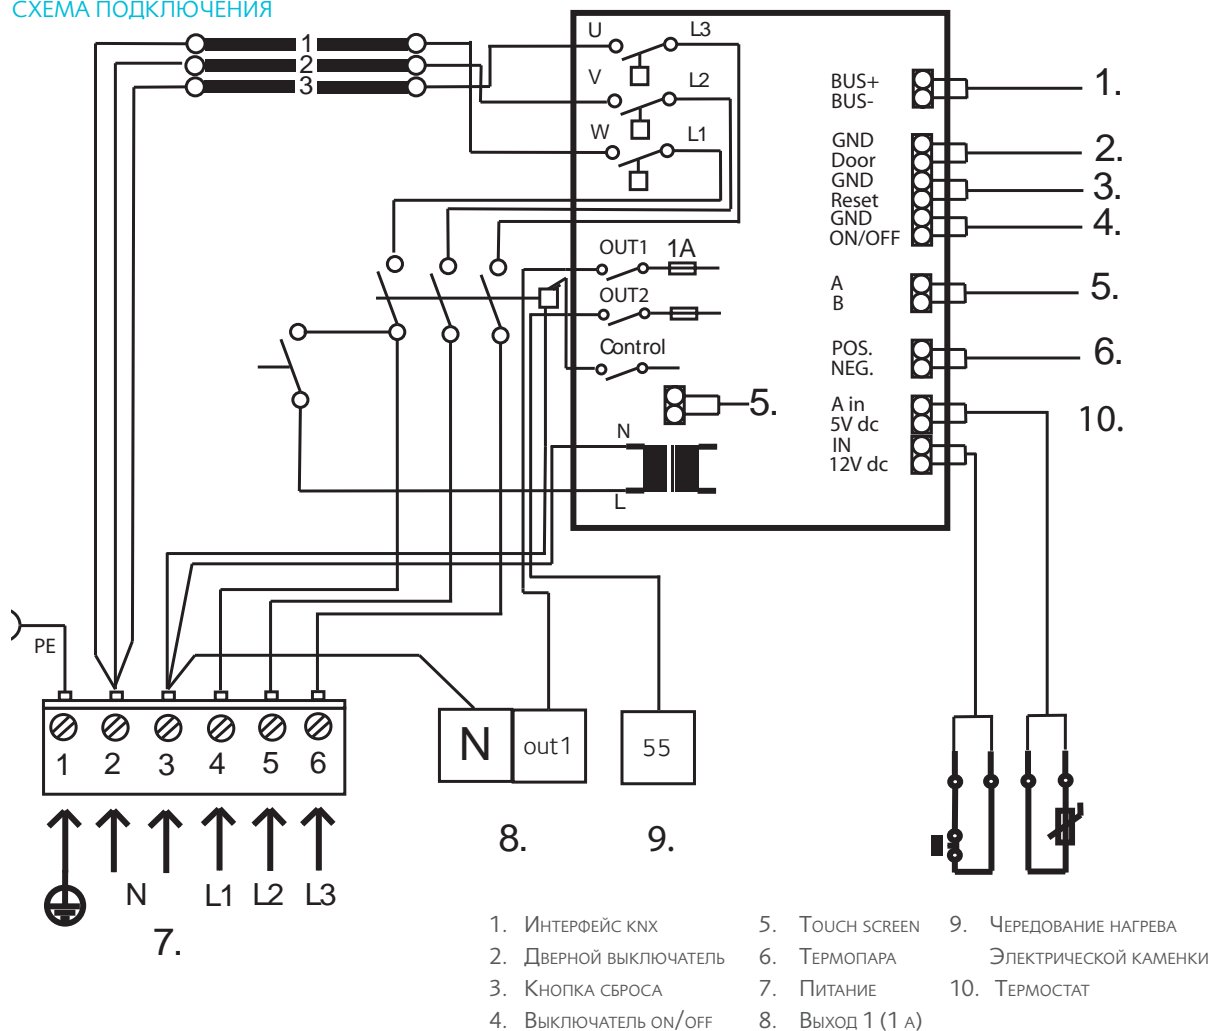 СХЕМА ПОДКЛЮЧЕНИЯ
1
2
3
U
L3
V
L2
W
L1
OUT1 1A
OUT2
Control
5.
N
L
BUS+
BUS-
1.
GND
Door
2.
GND
Reset
3.
GND
ON/OFF
4.
A
B
5.
POS.
NEG.
6.
A in
5V dc
10.
IN
12V dc
PE
1 2 3 4 5 6
N L1 L2 L3
7.
N out1
8.
55
9.
1. Интерфейс knx
2. Дверной выключатель
3. Кнопка сброса
4. Выключатель on/off
5. Touch screen
6. Термопара
7. Питание
8. Выход 1 (1 а)
9. Чередование нагрева
Электрической каменки
10. Термостат